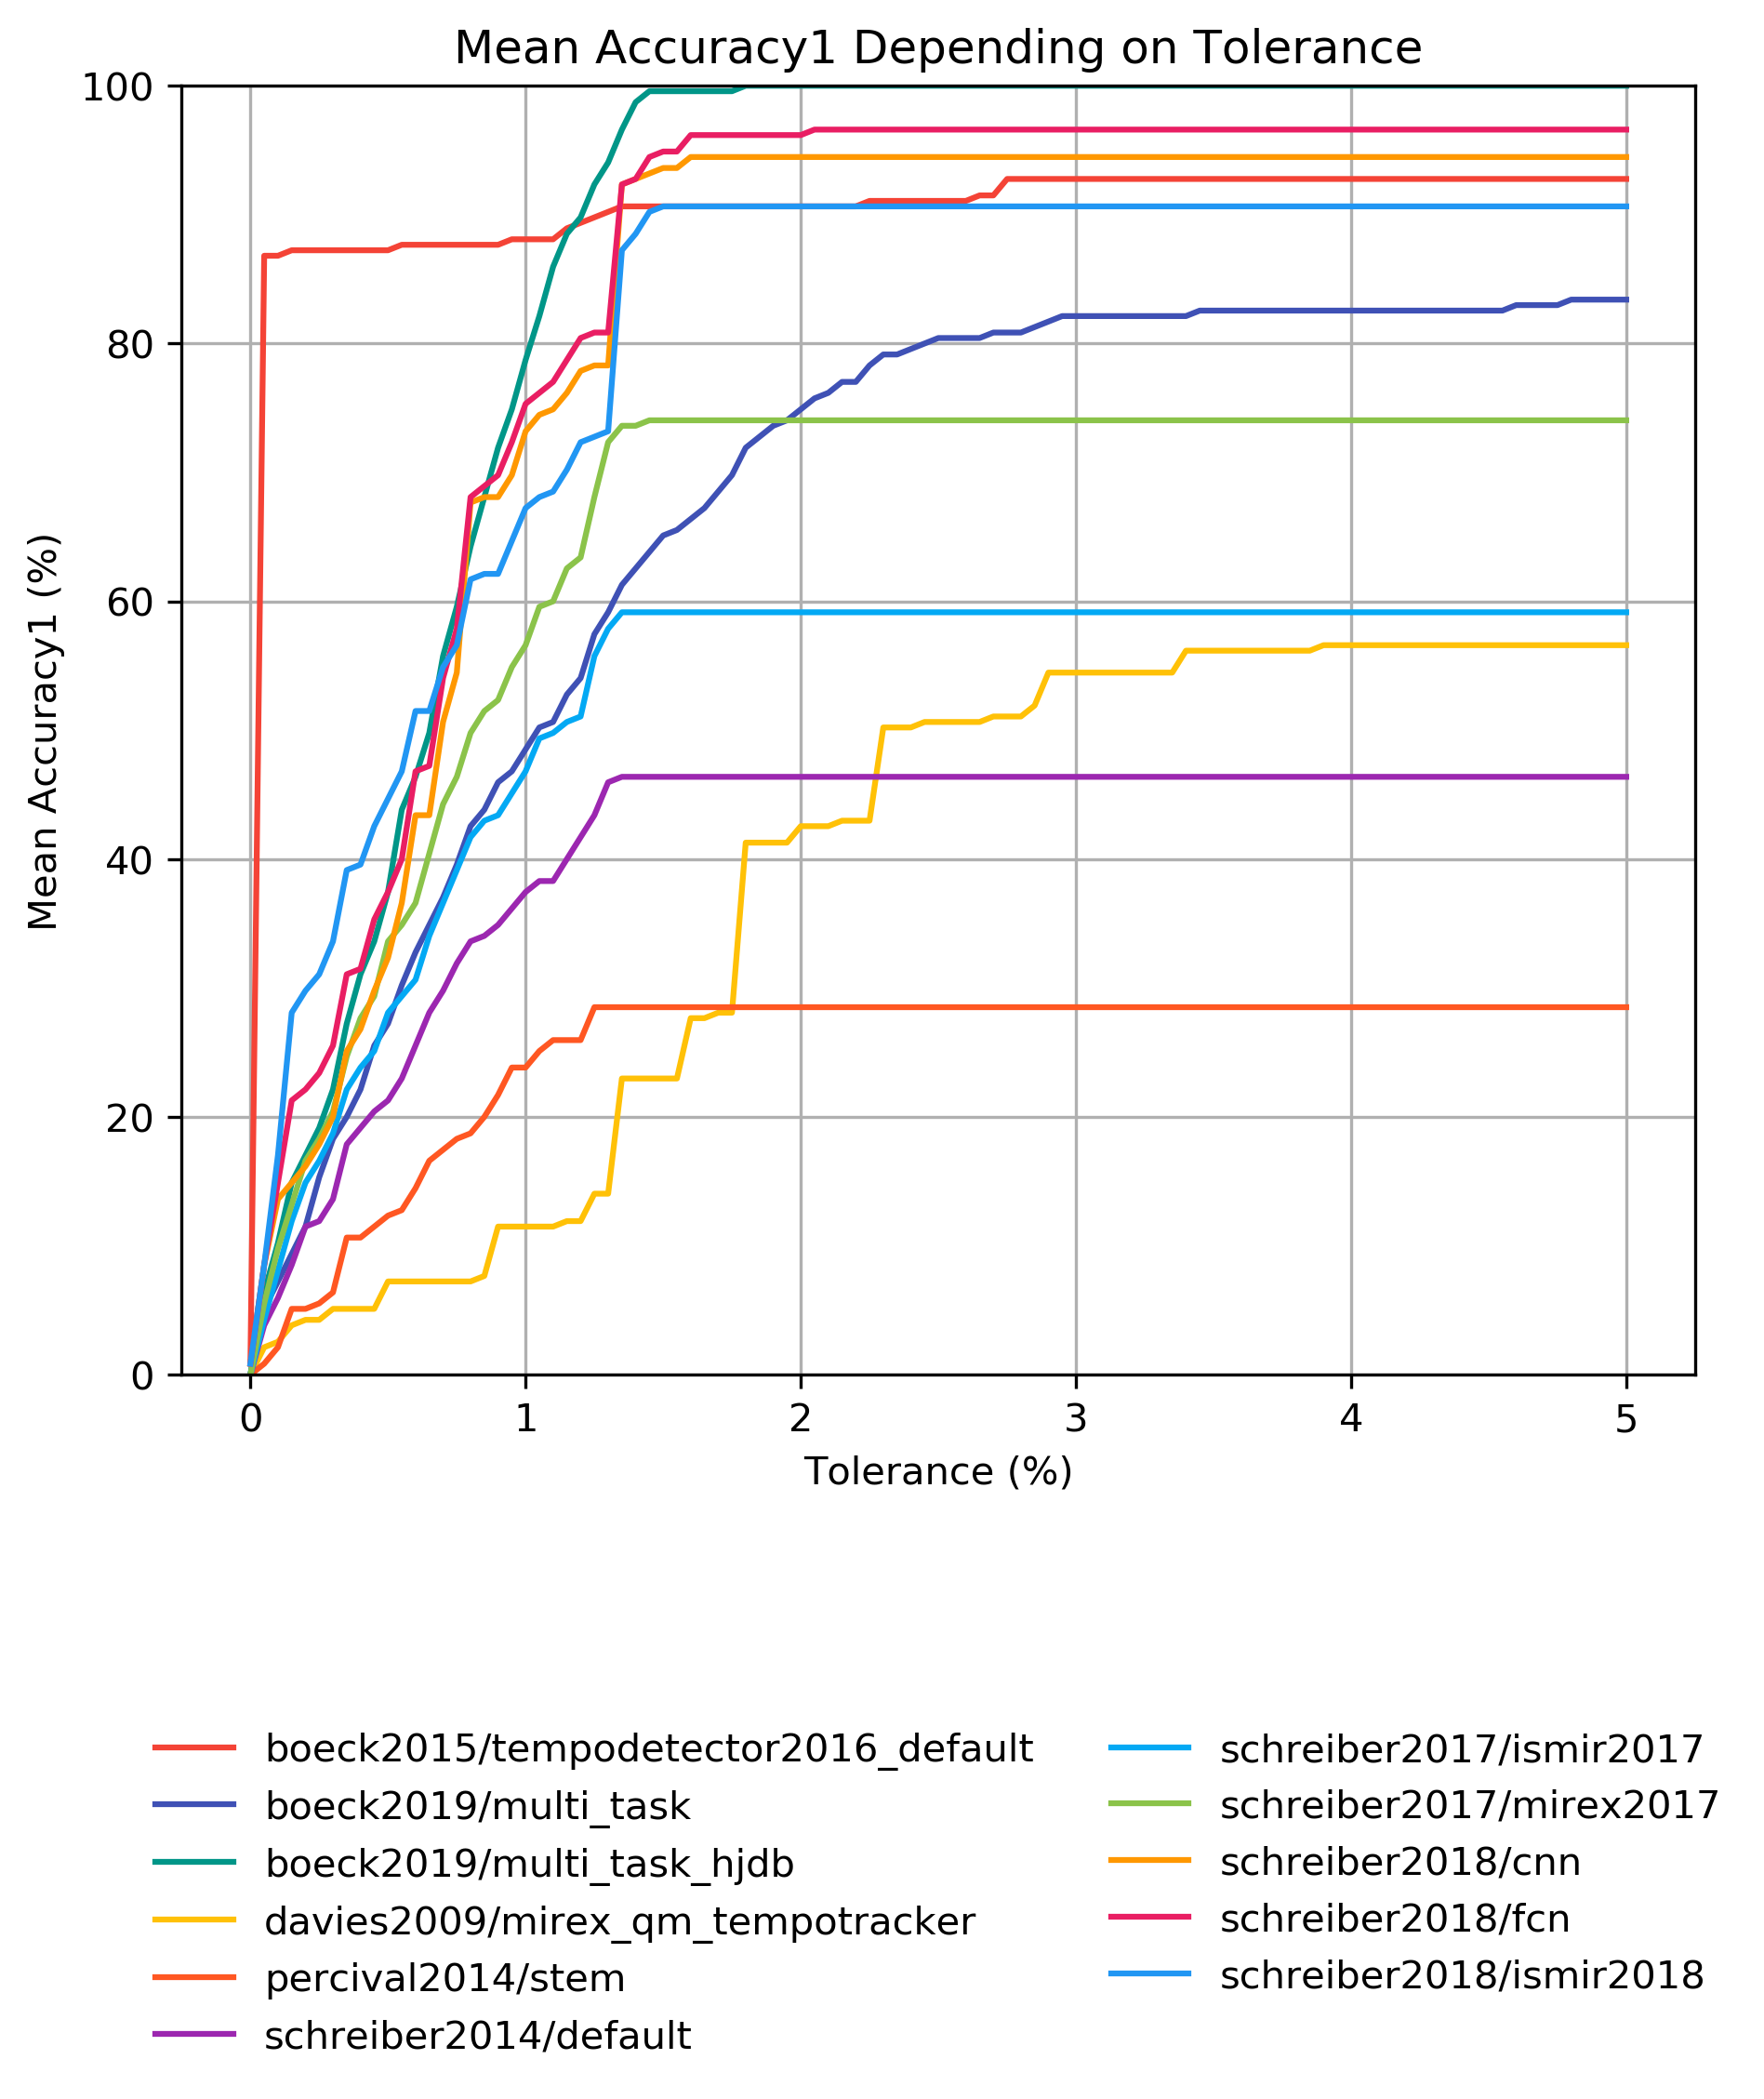 Mean Accuracy1 Depending on Tolerance
100
80
60
40
20
0
Mean Accuracy1 (%)
0 1 2 3 4 5
Tolerance (%)
boeck2015/tempodetector2016_default
boeck2019/multi_task
boeck2019/multi_task_hjdb
davies2009/mirex_qm_tempotracker
percival2014/stem
schreiber2014/default
schreiber2017/ismir2017
schreiber2017/mirex2017
schreiber2018/cnn
schreiber2018/fcn
schreiber2018/ismir2018